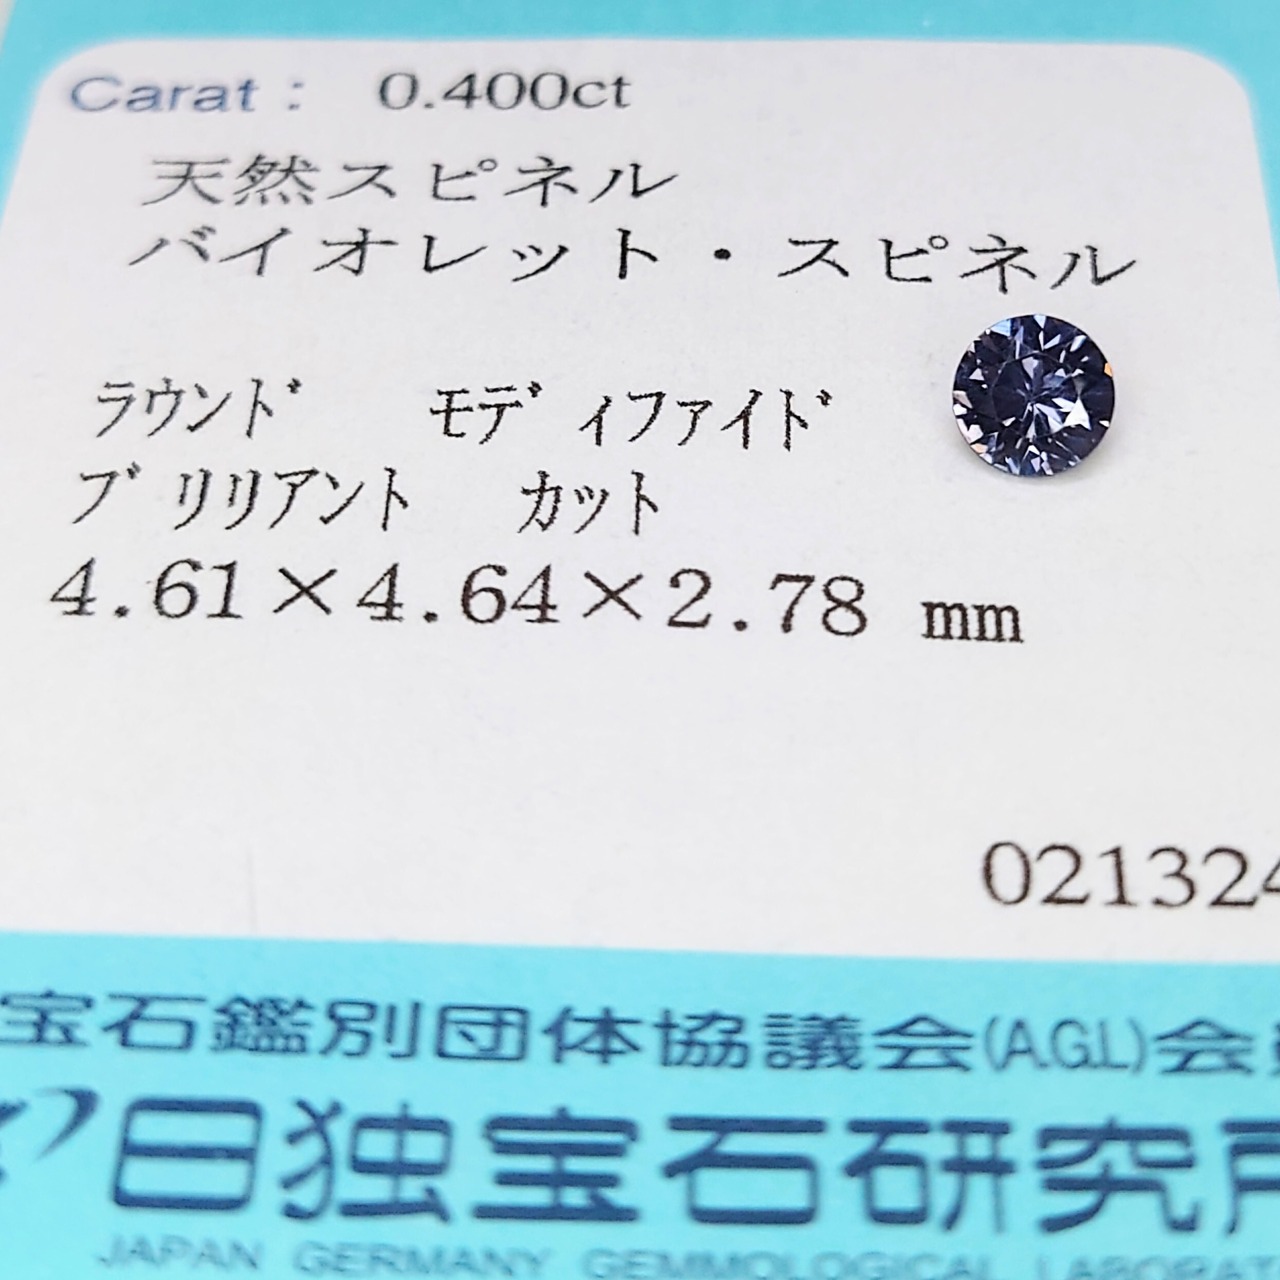 Carat : 0.400ct
天然スピネル
バイオレット・スピネル
ラウンド モディファイド
ブリリアント カット
4.61×4.64×2.78 mm
021324
宝石鑑別団体協議会(A.G.L)会員
日独宝石研究所
JAPAN GERMANY GEMMOLOGICAL LABORAT